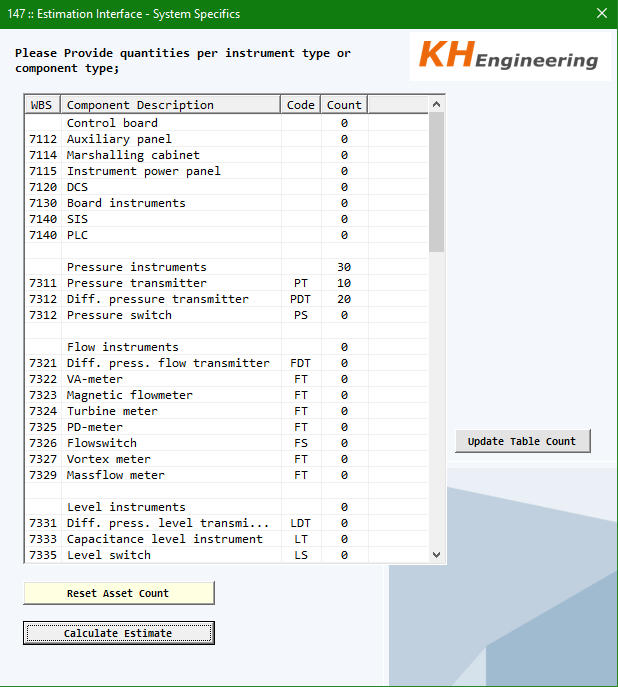 147 :: Estimation Interface - System Specifics
Please Provide quantities per instrument type or
component type;
KH Engineering
WBS Component Description Code Count
Control board 0
7112 Auxiliary panel 0
7114 Marshalling cabinet 0
7115 Instrument power panel 0
7120 DCS 0
7130 Board instruments 0
7140 SIS 0
7140 PLC 0
Pressure instruments 30
7311 Pressure transmitter PT 10
7312 Diff. pressure transmitter PDT 20
7312 Pressure switch PS 0
Flow instruments 0
7321 Diff. press. flow transmitter FDT 0
7322 VA-meter FT 0
7323 Magnetic flowmeter FT 0
7324 Turbine meter FT 0
7325 PD-meter FT 0
7326 Flowswitch FS 0
7327 Vortex meter FT 0
7329 Massflow meter FT 0
Level instruments 0
7331 Diff. press. level transmi... LDT 0
7333 Capacitance level instrument LT 0
7335 Level switch LS 0
Update Table Count
Reset Asset Count
Calculate Estimate